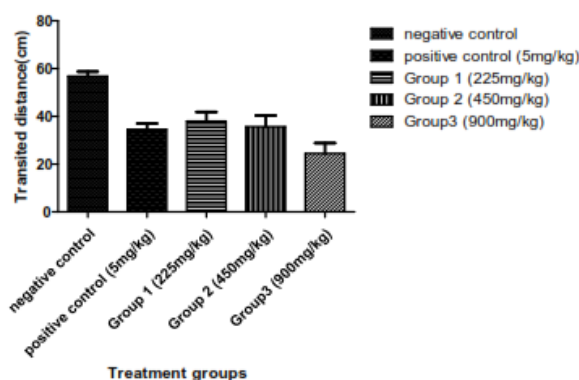 80
60
40
20
0
Transited distance(cm)
negative control
positive control (5mg/kg)
Group 1 (225mg/kg)
Group 2 (450mg/kg)
Group3 (900mg/kg)
Treatment groups
negative control
positive control (5mg/kg)
Group 1 (225mg/kg)
Group 2 (450mg/kg)
Group3 (900mg/kg)